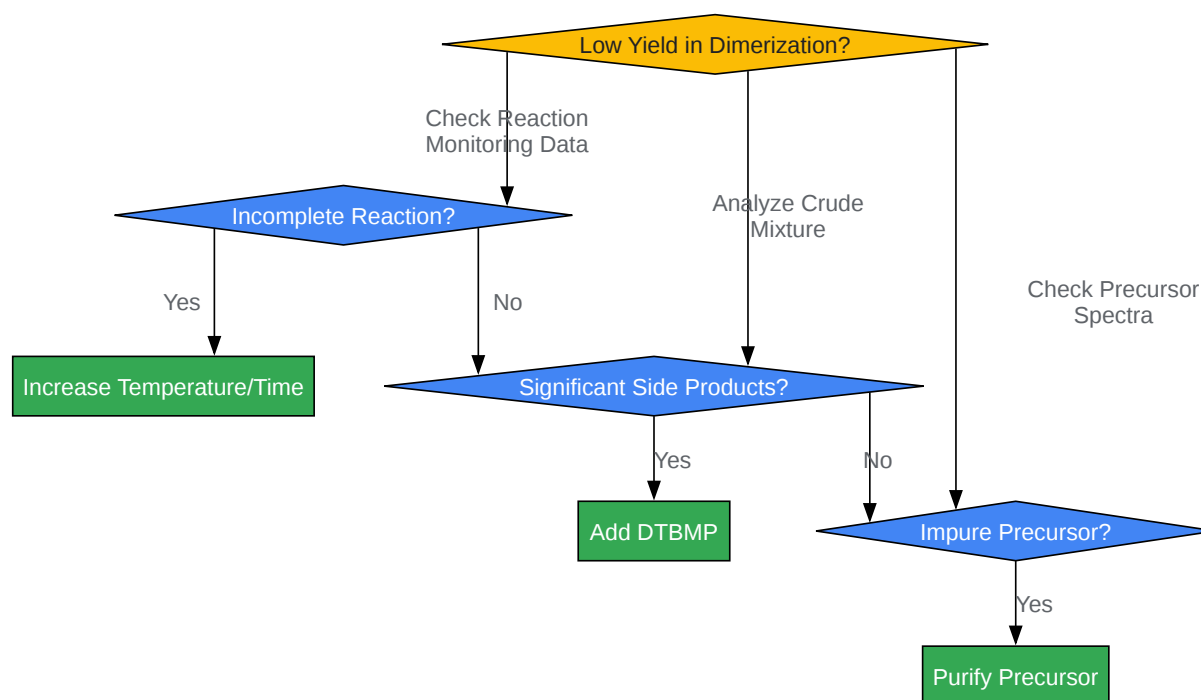 Low Yield in Dimerization?
Check Reaction
Monitoring Data
Analyze Crude
Mixture
Incomplete Reaction?
Check Precursor
Spectra
Yes
No
Increase Temperature/Time
Significant Side Products?
Yes
No
Add DTBMP
Impure Precursor?
Yes
Purify Precursor